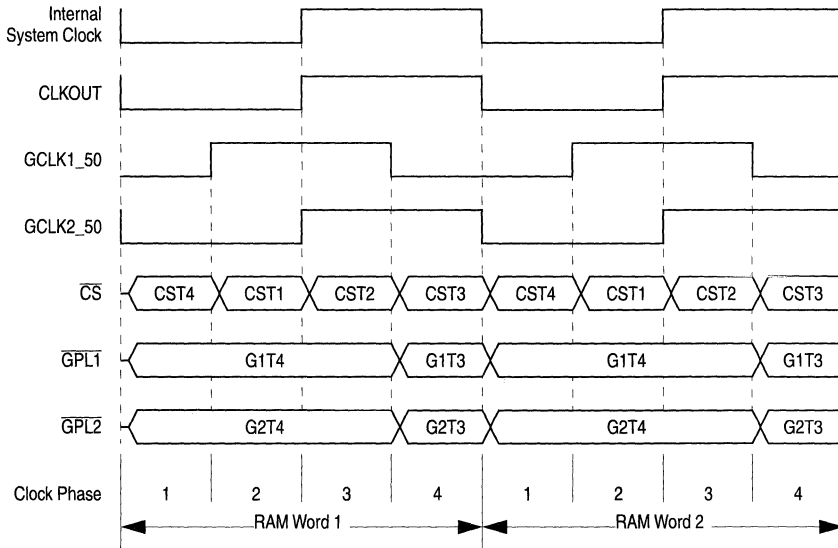 Internal
System Clock
CLKOUT
GCLK1_50
GCLK2_50
CS CST4 CST1 CST2 CST3 CST4 CST1 CST2 CST3
GPL1 G1T4 G1T3 G1T4 G1T3
GPL2 G2T4 G2T3 G2T4 G2T3
Clock Phase 1 2 3 4 1 2 3 4
RAM Word 1 RAM Word 2